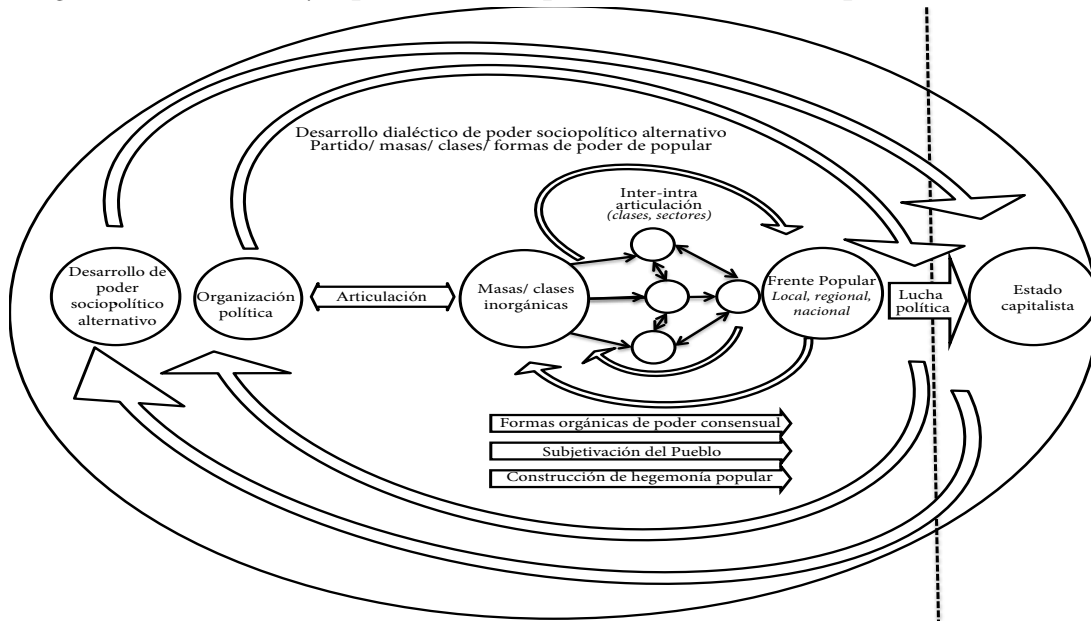 Desarrollo dialéctico de poder sociopolítico alternativo
Partido/ masas/ clases/ formas de poder de popular
Inter-intra
articulación
(clases, sectores)
Desarrollo de
poder
sociopolítico
alternativo
Organización
política
Articulación
Masas/ clases
inorgánicas
Frente Popular
Local, regional,
nacional
Lucha
política
Estado
capitalista
Formas orgánicas de poder consensual
Subjetivación del Pueblo
Construcción de hegemonía popular